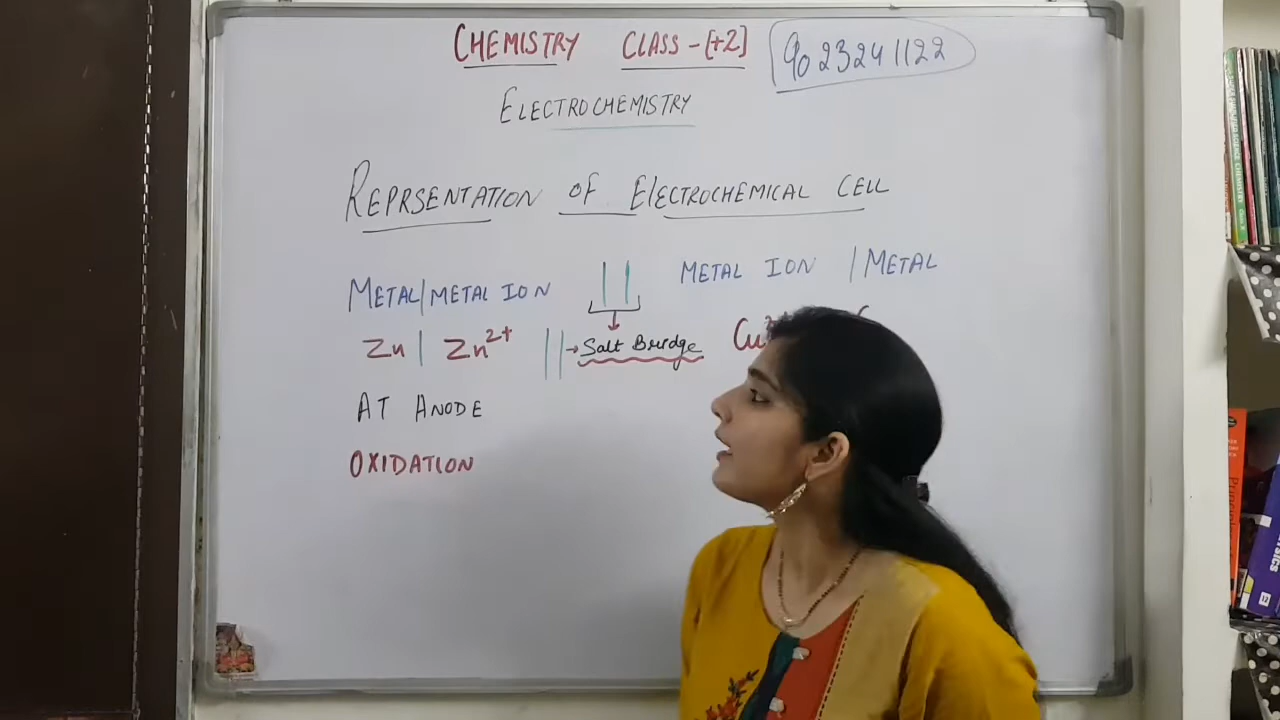 CHEMISTRY CLASS-[+2] 9023241122
ELECTROCHEMISTRY
REPRSENTATION OF ELECTROCHEMICAL CELL
METAL|METAL ION || METAL ION | METAL
Zn | Zn²⁺ || → Salt Bridge Cu²⁺
AT ANODE
OXIDATION